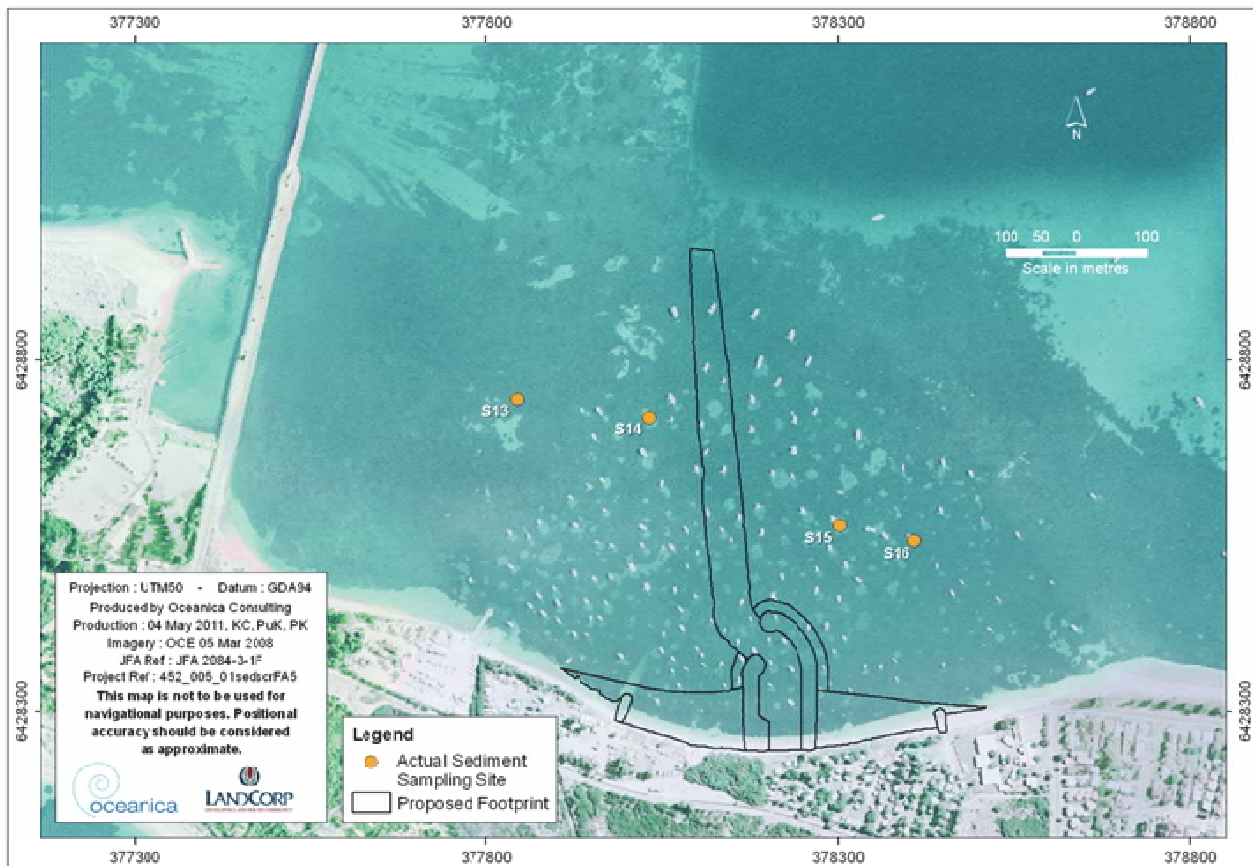 377300 377800 378300 378800
N
100 50 0 100
Scale in metres
6428800 6428800
S13
S14
S15
S16
6428300 6428300
Projection : UTM50 - Datum : GDA94
Produced by Oceanica Consulting
Production : 04 May 2011, KC, PuK, PK
Imagery : OCE 05 Mar 2008
JFA Ref : JFA 2084-3-1F
Project Ref : 452_005_01sedscrFA5
This map is not to be used for
navigational purposes. Positional
accuracy should be considered
as approximate.
oceanica
LANDCORP
Legend
Actual Sediment
Sampling Site
Proposed Footprint
377300 377800 378300 378800